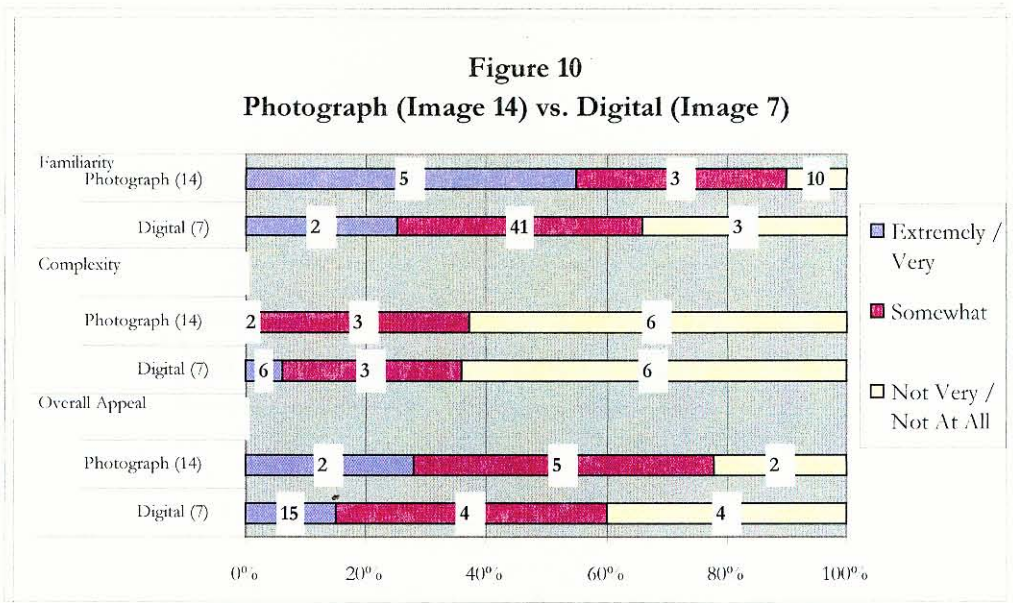 Figure 10
Photograph (Image 14) vs. Digital (Image 7)
Familiarity
Photograph (14)
5
3
10
Digital (7)
2
41
3
Complexity
Photograph (14)
2
3
6
Digital (7)
6
3
6
Overall Appeal
Photograph (14)
2
5
2
Digital (7)
15
4
4
0%
20%
40%
60%
80%
100%
Extremely /
Very
Somewhat
Not Very /
Not At All